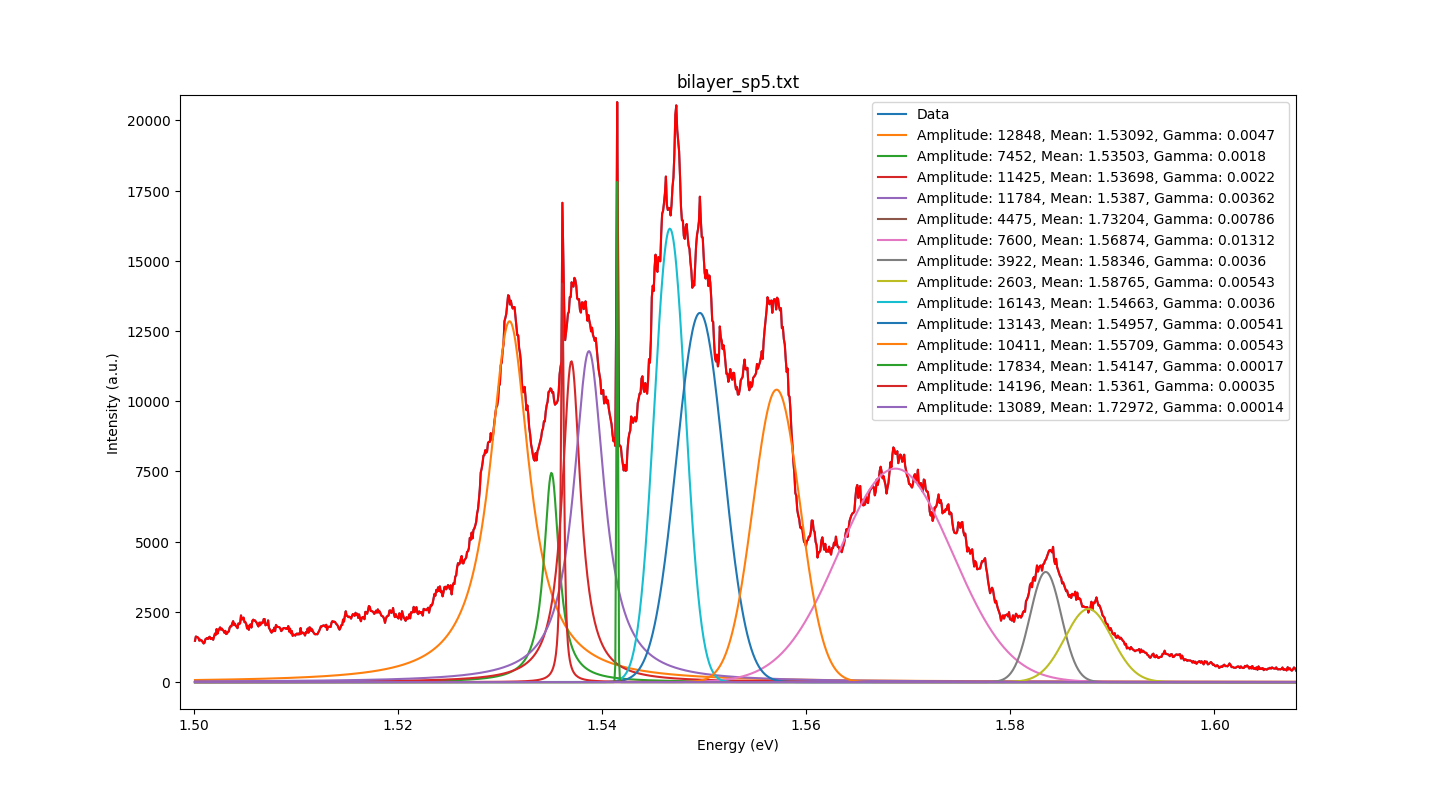 bilayer_sp5.txt
Data
Amplitude: 12848, Mean: 1.53092, Gamma: 0.0047
Amplitude: 7452, Mean: 1.53503, Gamma: 0.0018
Amplitude: 11425, Mean: 1.53698, Gamma: 0.0022
Amplitude: 11784, Mean: 1.5387, Gamma: 0.00362
Amplitude: 4475, Mean: 1.73204, Gamma: 0.00786
Amplitude: 7600, Mean: 1.56874, Gamma: 0.01312
Amplitude: 3922, Mean: 1.58346, Gamma: 0.0036
Amplitude: 2603, Mean: 1.58765, Gamma: 0.00543
Amplitude: 16143, Mean: 1.54663, Gamma: 0.0036
Amplitude: 13143, Mean: 1.54957, Gamma: 0.00541
Amplitude: 10411, Mean: 1.55709, Gamma: 0.00543
Amplitude: 17834, Mean: 1.54147, Gamma: 0.00017
Amplitude: 14196, Mean: 1.5361, Gamma: 0.00035
Amplitude: 13089, Mean: 1.72972, Gamma: 0.00014
20000
17500
15000
12500
10000
7500
5000
2500
0
Intensity (a.u.)
1.50 1.52 1.54 1.56 1.58 1.60
Energy (eV)